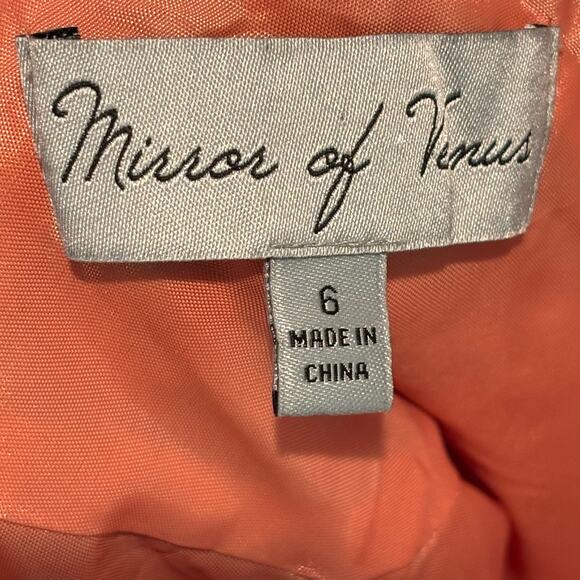 Mirror of Venus
6
MADE IN
CHINA